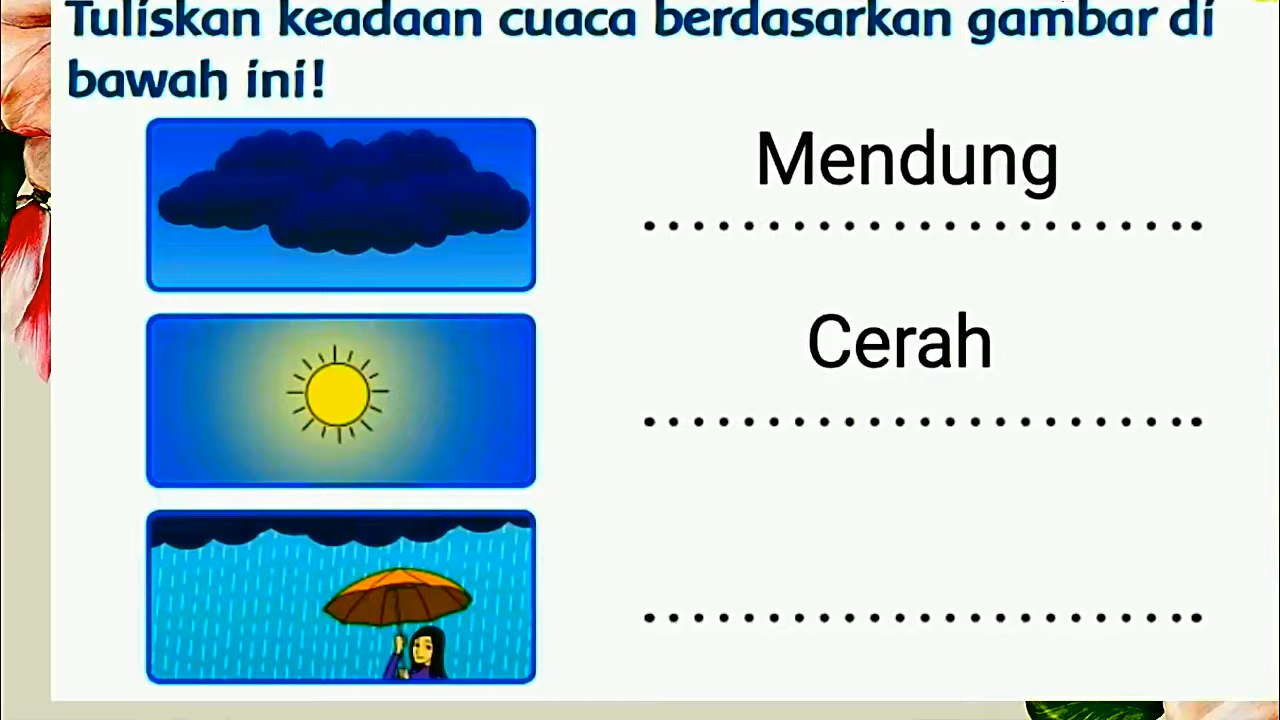 Tuliskan keadaan cuaca berdasarkan gambar di
bawah ini!
Mendung
........................
Cerah
........................
........................